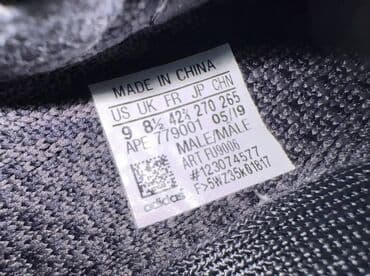 MADE IN CHINA
US UK FR JP CHN
9 8½ 42⅔ 270 265
APE 779001 05/19
MALE/MALE
ART FU9006
#123074577
F>5WZ35K01817
adidas